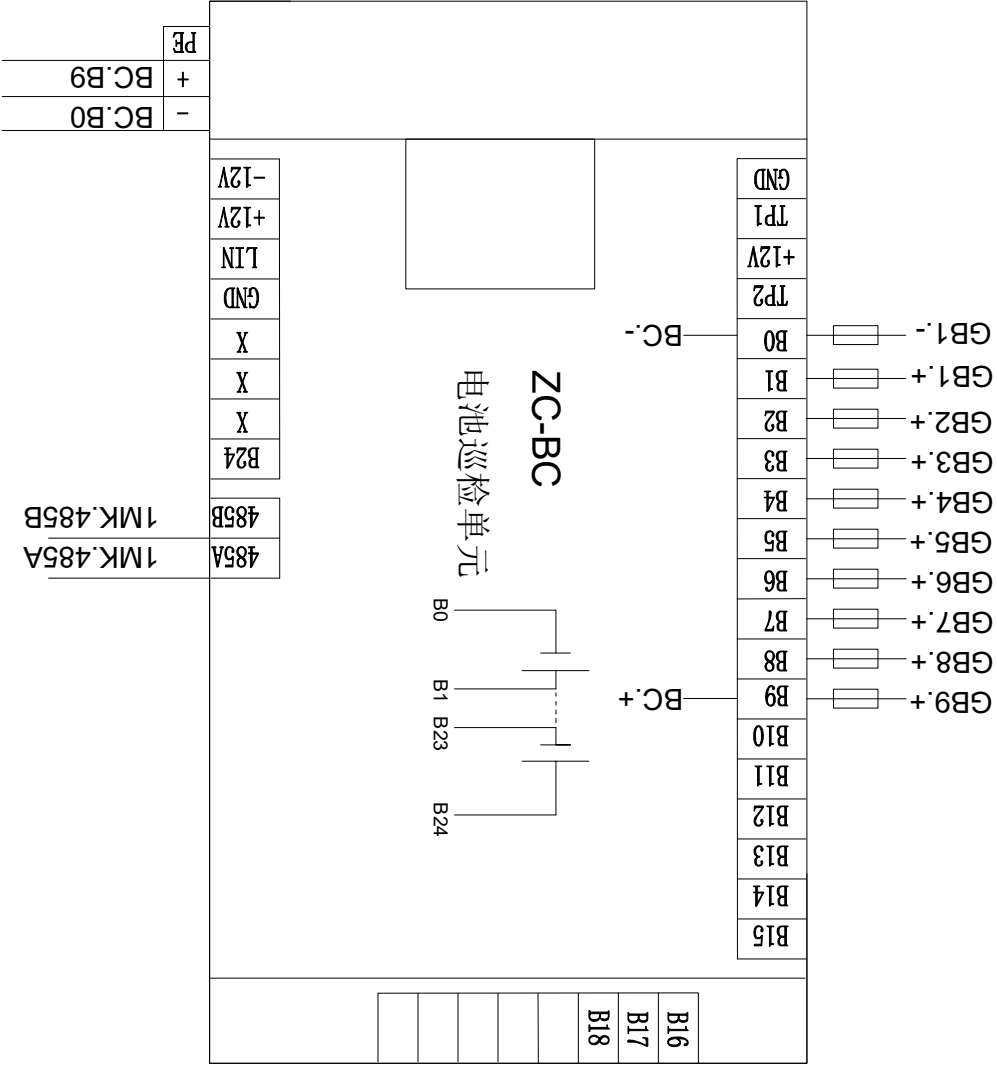 PE
+ BC.B9
- BC.B0
-12V
+12V
LIN
GND
X
X
X
B24
485B 1MK.485B
485A 1MK.485A
ZC-BC
电池巡检单元
B0
B1
B23
B24
GND
TP1
+12V
TP2
BC.- B0 GB1.-
B1 GB1.+
B2 GB2.+
B3 GB3.+
B4 GB4.+
B5 GB5.+
B6 GB6.+
B7 GB7.+
B8 GB8.+
BC.+ B9 GB9.+
B10
B11
B12
B13
B14
B15
B18
B17
B16